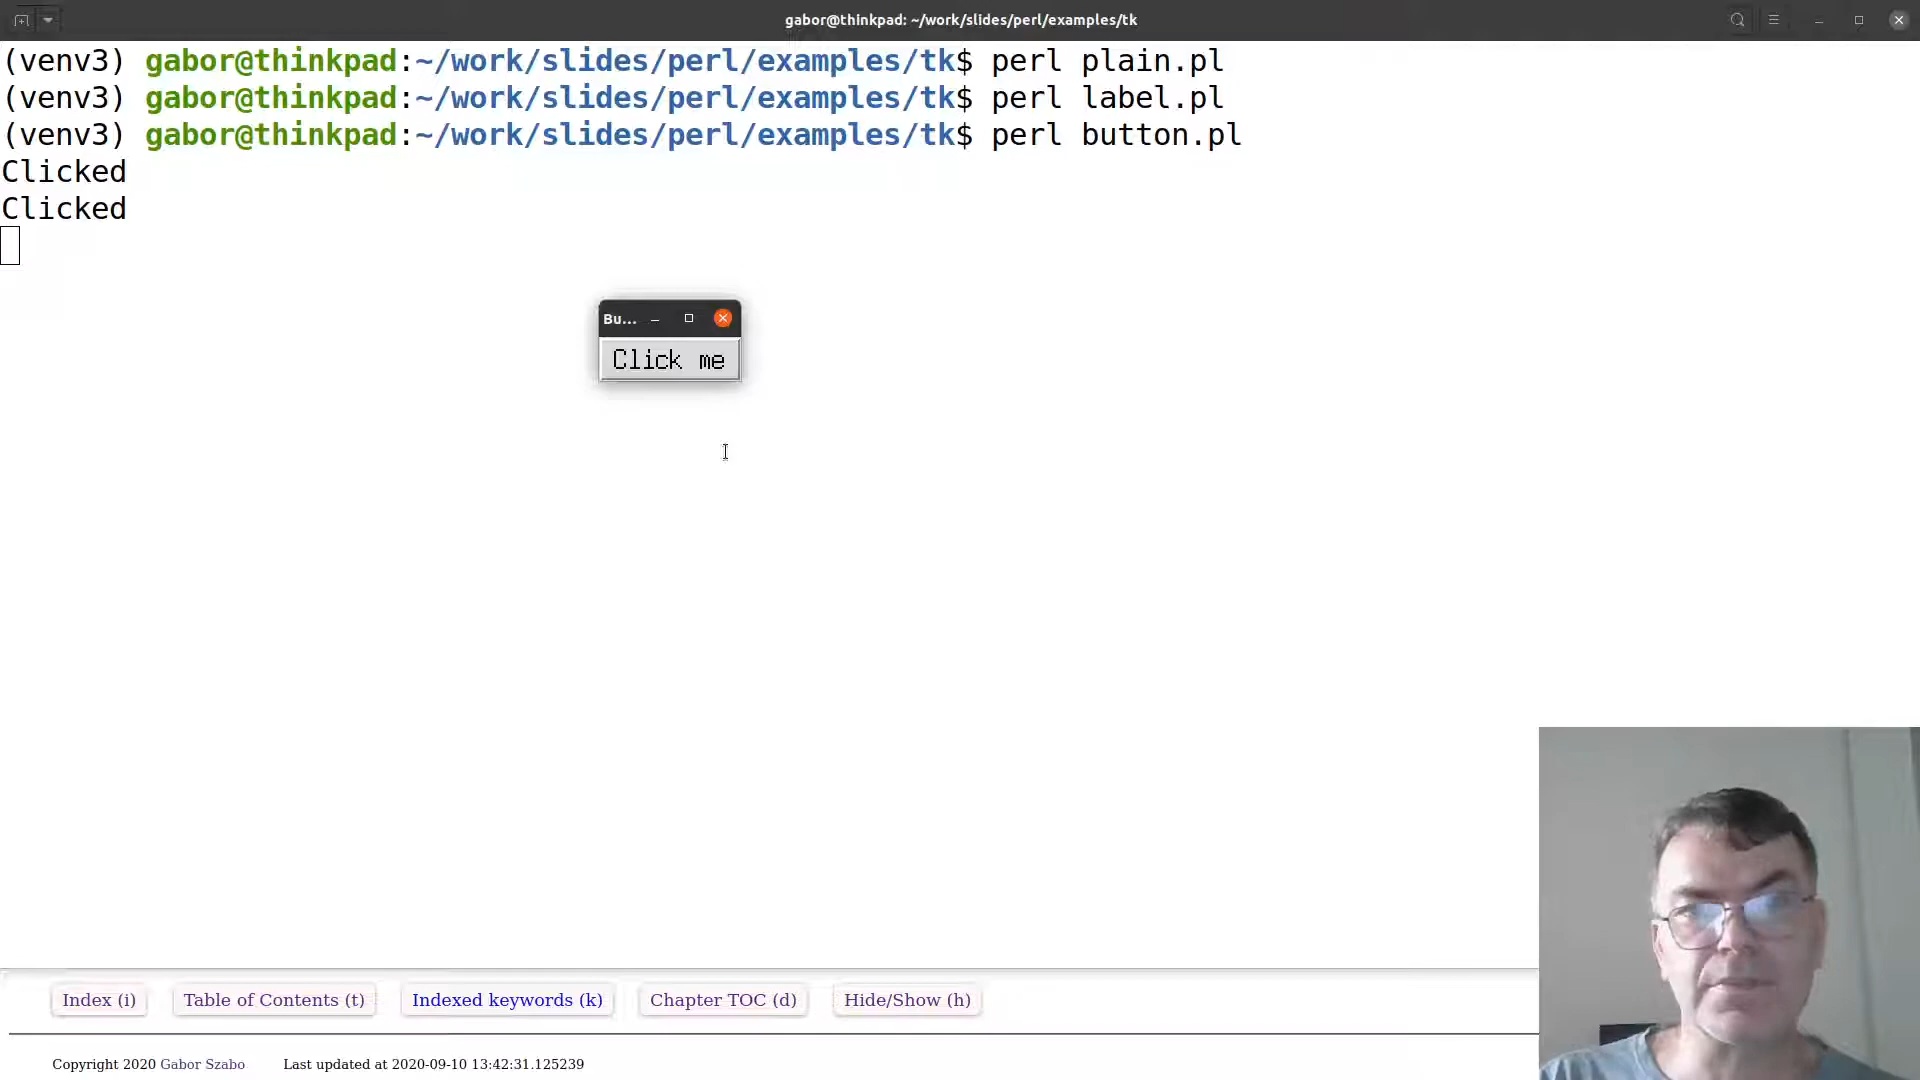 gabor@thinkpad: ~/work/slides/perl/examples/tk
(venv3) gabor@thinkpad:~/work/slides/perl/examples/tk$ perl plain.pl
(venv3) gabor@thinkpad:~/work/slides/perl/examples/tk$ perl label.pl
(venv3) gabor@thinkpad:~/work/slides/perl/examples/tk$ perl button.pl
Clicked
Clicked
Bu...
Click me
Index (i) Table of Contents (t) Indexed keywords (k) Chapter TOC (d) Hide/Show (h)
Copyright 2020 Gabor Szabo Last updated at 2020-09-10 13:42:31.125239